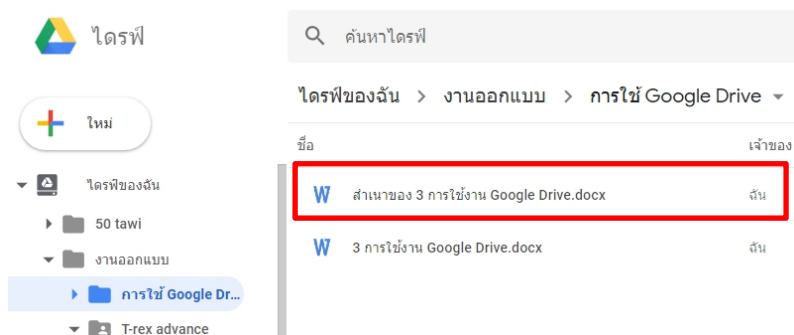 ไดรฟ์
ค้นหาไดรฟ์
ไดรฟ์ของฉัน > งานออกแบบ > การใช้ Google Drive
ใหม่
ชื่อ เจ้าของ
ไดรฟ์ของฉัน
สำเนาของ 3 การใช้งาน Google Drive.docx ฉัน
50 tawi
3 การใช้งาน Google Drive.docx ฉัน
งานออกแบบ
การใช้ Google Dr...
T-rex advance